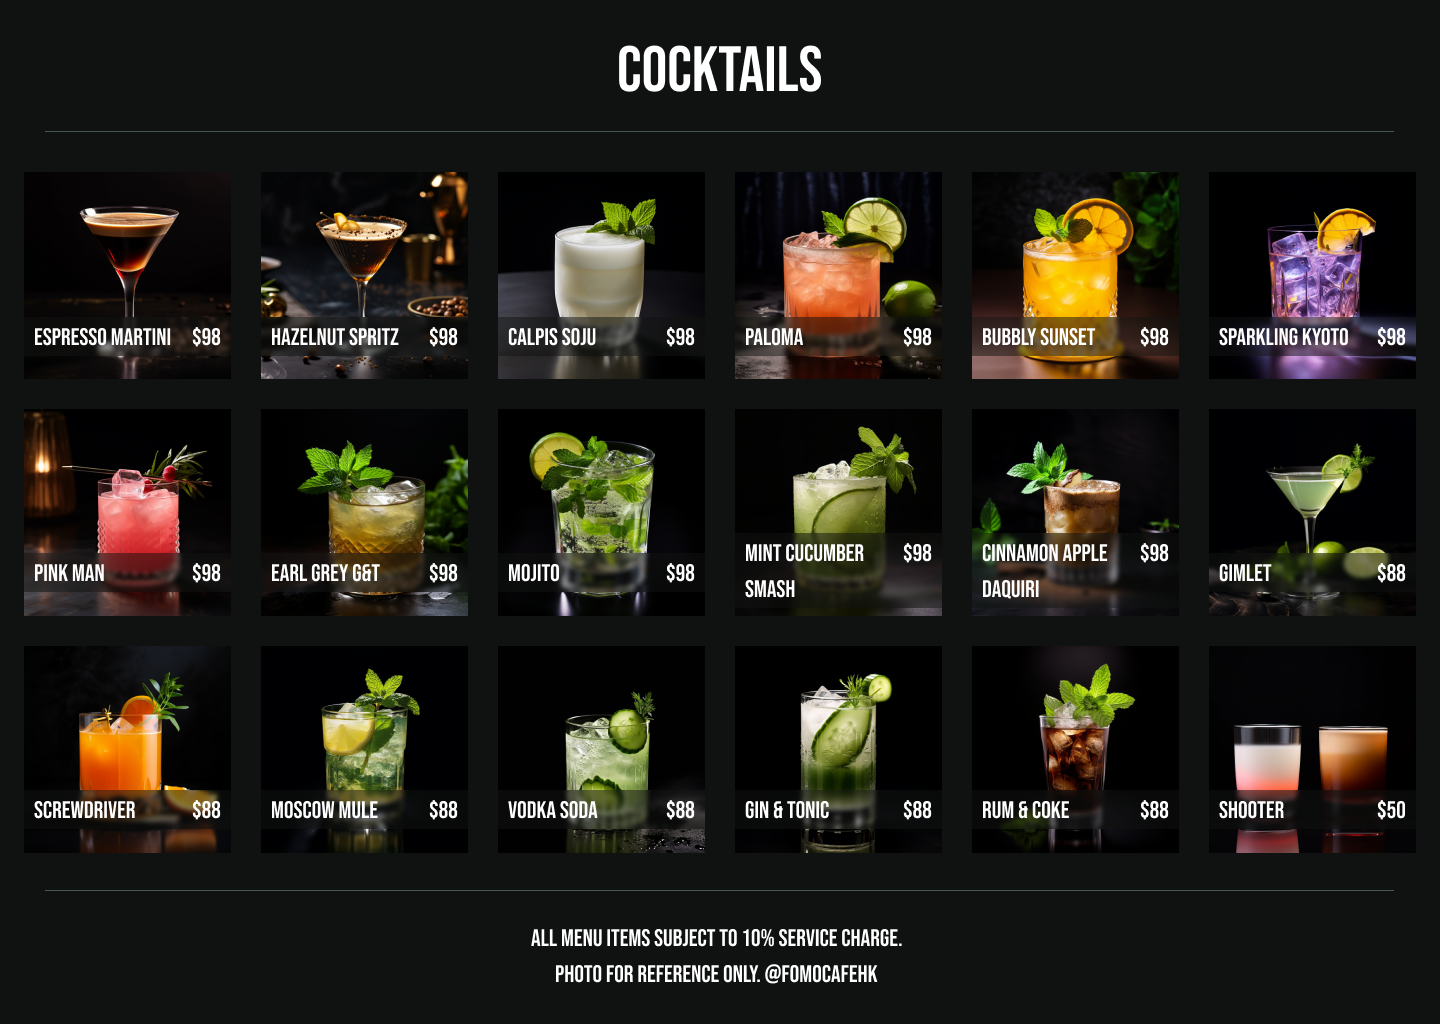 COCKTAILS
ESPRESSO MARTINI $98
HAZELNUT SPRITZ $98
CALPIS SOJU $98
PALOMA $98
BUBBLY SUNSET $98
SPARKLING KYOTO $98
PINK MAN $98
EARL GREY G&T $98
MOJITO $98
MINT CUCUMBER $98
SMASH
CINNAMON APPLE $98
DAQUIRI
GIMLET $88
SCREWDRIVER $88
MOSCOW MULE $88
VODKA SODA $88
GIN & TONIC $88
RUM & COKE $88
SHOOTER $50
ALL MENU ITEMS SUBJECT TO 10% SERVICE CHARGE.
PHOTO FOR REFERENCE ONLY. @FOMOCAFEHK